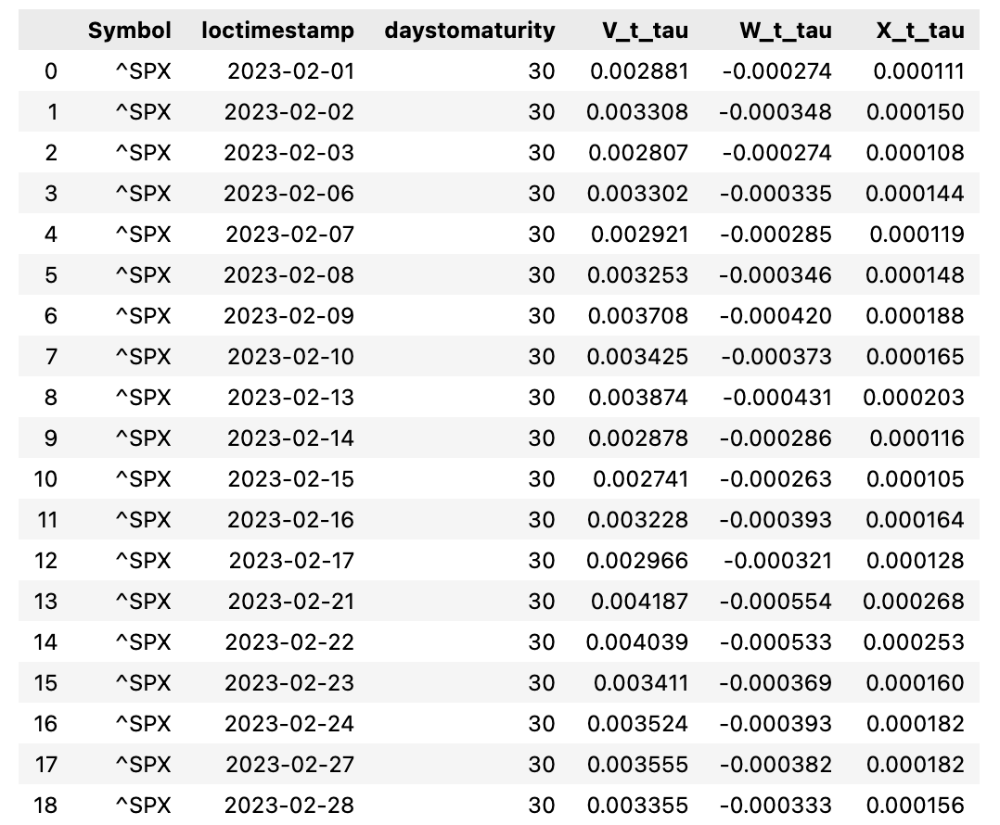 Symbol loctimestamp daystomaturity V_t_tau W_t_tau X_t_tau
0 ^SPX 2023-02-01 30 0.002881 -0.000274 0.000111
1 ^SPX 2023-02-02 30 0.003308 -0.000348 0.000150
2 ^SPX 2023-02-03 30 0.002807 -0.000274 0.000108
3 ^SPX 2023-02-06 30 0.003302 -0.000335 0.000144
4 ^SPX 2023-02-07 30 0.002921 -0.000285 0.000119
5 ^SPX 2023-02-08 30 0.003253 -0.000346 0.000148
6 ^SPX 2023-02-09 30 0.003708 -0.000420 0.000188
7 ^SPX 2023-02-10 30 0.003425 -0.000373 0.000165
8 ^SPX 2023-02-13 30 0.003874 -0.000431 0.000203
9 ^SPX 2023-02-14 30 0.002878 -0.000286 0.000116
10 ^SPX 2023-02-15 30 0.002741 -0.000263 0.000105
11 ^SPX 2023-02-16 30 0.003228 -0.000393 0.000164
12 ^SPX 2023-02-17 30 0.002966 -0.000321 0.000128
13 ^SPX 2023-02-21 30 0.004187 -0.000554 0.000268
14 ^SPX 2023-02-22 30 0.004039 -0.000533 0.000253
15 ^SPX 2023-02-23 30 0.003411 -0.000369 0.000160
16 ^SPX 2023-02-24 30 0.003524 -0.000393 0.000182
17 ^SPX 2023-02-27 30 0.003555 -0.000382 0.000182
18 ^SPX 2023-02-28 30 0.003355 -0.000333 0.000156